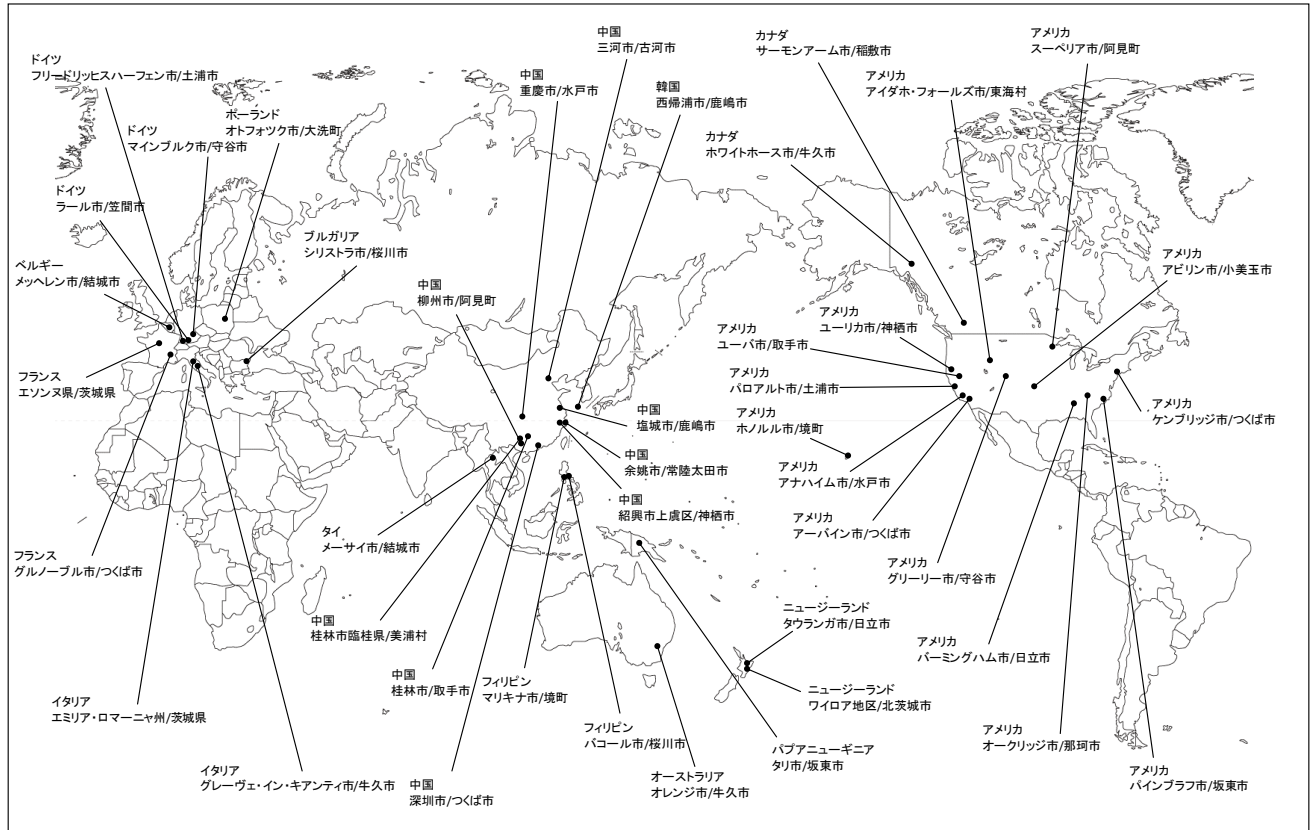 中国
三河市/古河市
カナダ
サーモンアーム市/稲敷市
アメリカ
スーペリア市/阿見町
ドイツ
フリードリッヒスハーフェン市/土浦市
中国
重慶市/水戸市
韓国
西帰浦市/鹿嶋市
アメリカ
アイダホ・フォールズ市/東海村
ポーランド
オトフォツク市/大洗町
ドイツ
マインブルク市/守谷市
カナダ
ホワイトホース市/牛久市
ドイツ
ラール市/笠間市
ブルガリア
シリストラ市/桜川市
アメリカ
アビリン市/小美玉市
ベルギー
メッヘレン市/結城市
中国
柳州市/阿見町
アメリカ
ユーリカ市/神栖市
アメリカ
ユーバ市/取手市
フランス
エソンヌ県/茨城県
アメリカ
パロアルト市/土浦市
中国
塩城市/鹿嶋市
アメリカ
ホノルル市/境町
アメリカ
ケンブリッジ市/つくば市
中国
余姚市/常陸太田市
アメリカ
アナハイム市/水戸市
中国
紹興市上虞区/神栖市
アメリカ
アーバイン市/つくば市
タイ
メーサイ市/結城市
フランス
グルノーブル市/つくば市
アメリカ
グリーリー市/守谷市
ニュージーランド
タウランガ市/日立市
中国
桂林市臨桂県/美浦村
アメリカ
バーミングハム市/日立市
中国
桂林市/取手市
フィリピン
マリキナ市/境町
ニュージーランド
ワイロア地区/北茨城市
イタリア
エミリア・ロマーニャ州/茨城県
フィリピン
バコール市/桜川市
パプアニューギニア
タリ市/坂東市
アメリカ
オークリッジ市/那珂市
イタリア
グレーヴェ・イン・キアンティ市/牛久市
中国
深圳市/つくば市
オーストラリア
オレンジ市/牛久市
アメリカ
パインブラフ市/坂東市